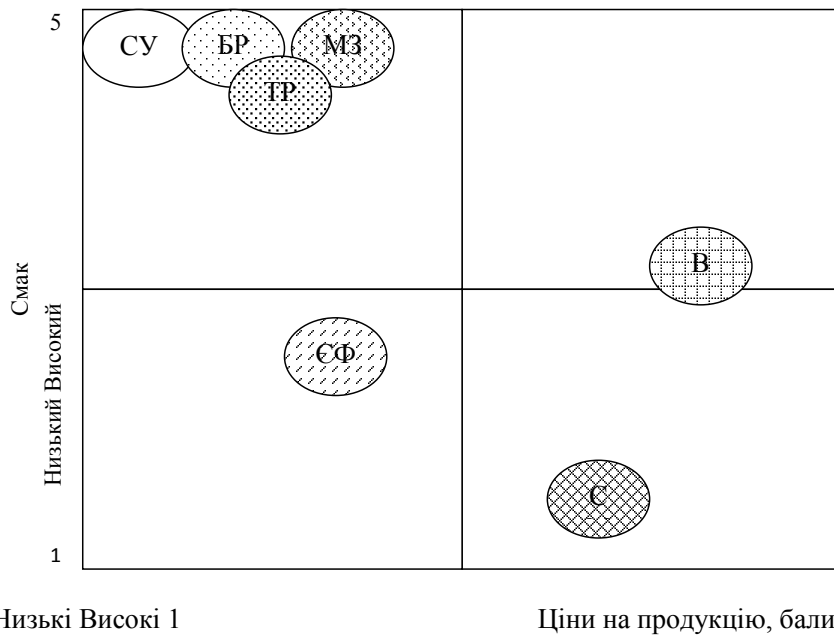 5
СУ БР МЗ
ТР
В
Смак
Низький Високий
СФ
С
1
Низькі Високі 1 Ціни на продукцію, бали